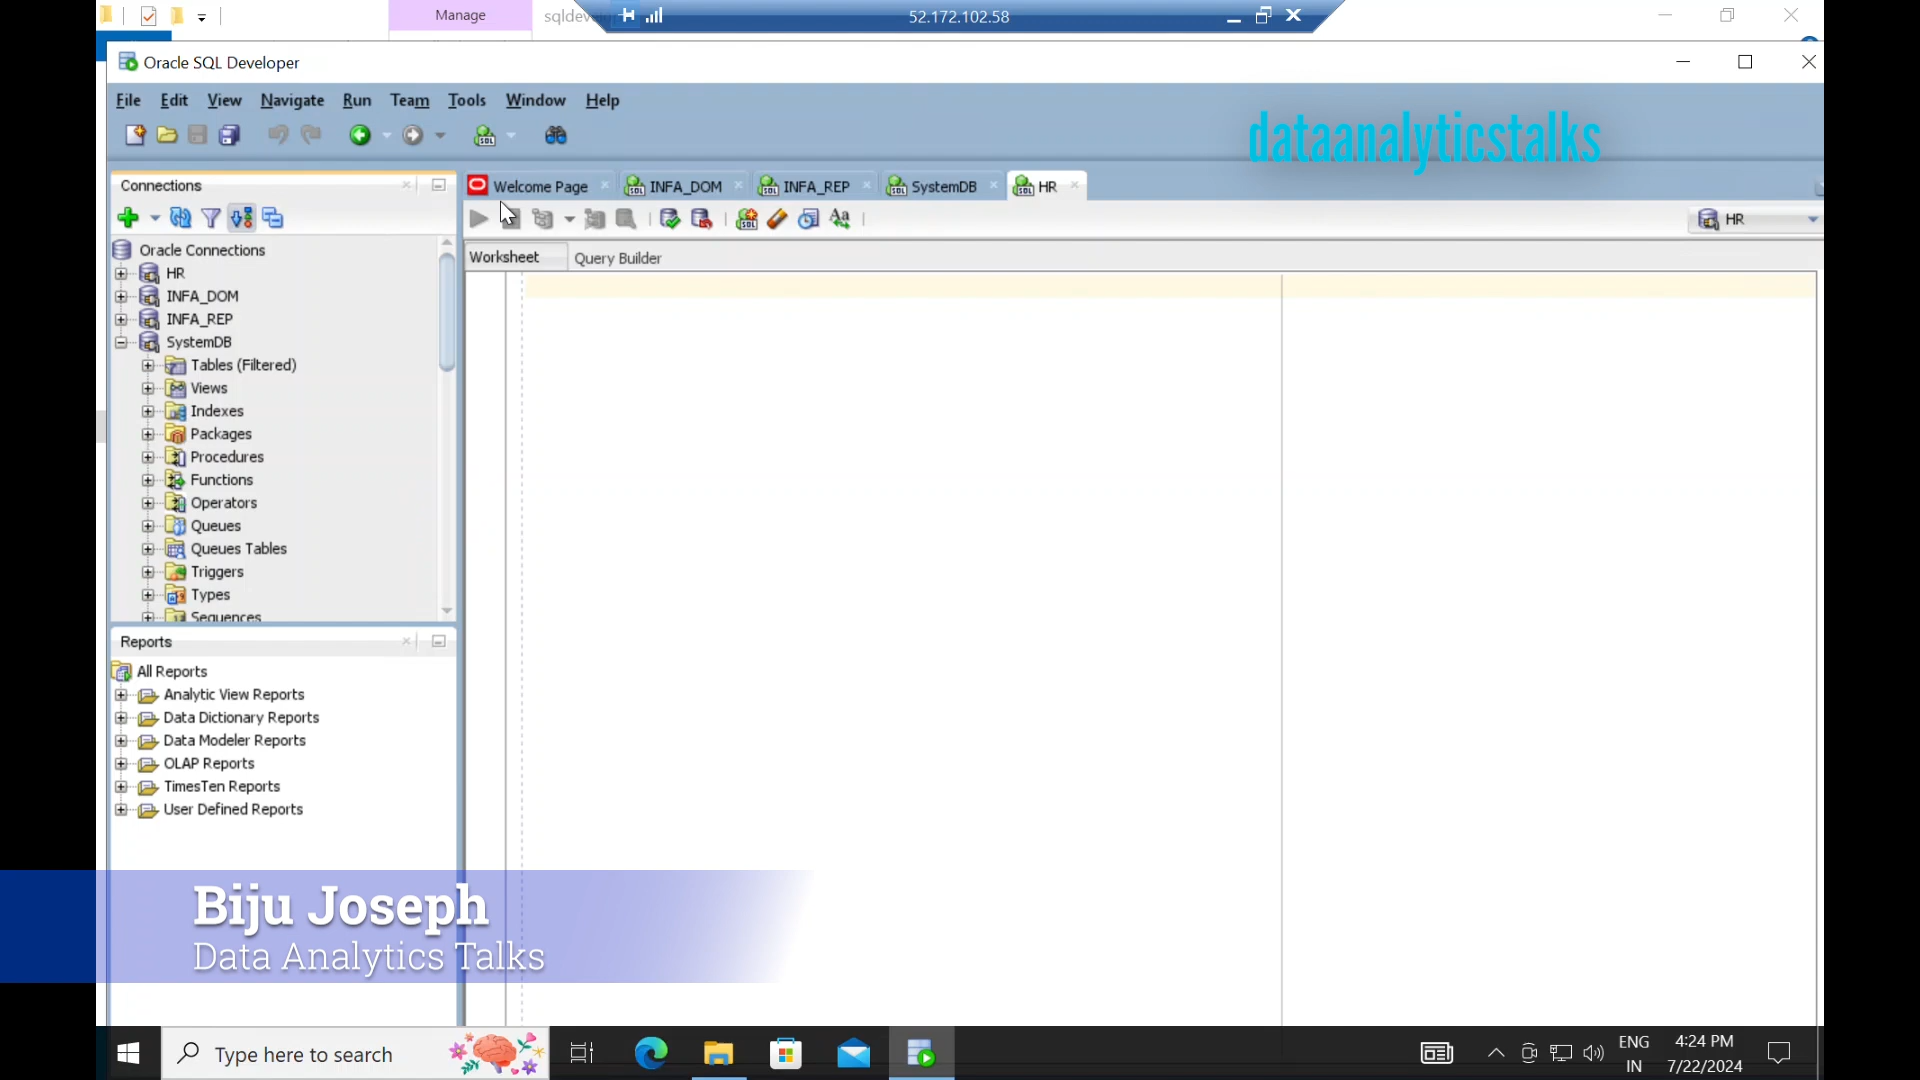 Manage
52.172.102.58
Oracle SQL Developer
File Edit View Navigate Run Team Tools Window Help
dataanalyticstalks
Connections
Welcome Page
INFA_DOM
INFA_REP
SystemDB
HR
HR
Worksheet
Query Builder
Oracle Connections
HR
INFA_DOM
INFA_REP
SystemDB
Tables (Filtered)
Views
Indexes
Packages
Procedures
Functions
Operators
Queues
Queues Tables
Triggers
Types
Sequences
Reports
All Reports
Analytic View Reports
Data Dictionary Reports
Data Modeler Reports
OLAP Reports
TimesTen Reports
User Defined Reports
Biju Joseph
Data Analytics Talks
Type here to search
ENG
IN
4:24 PM
7/22/2024